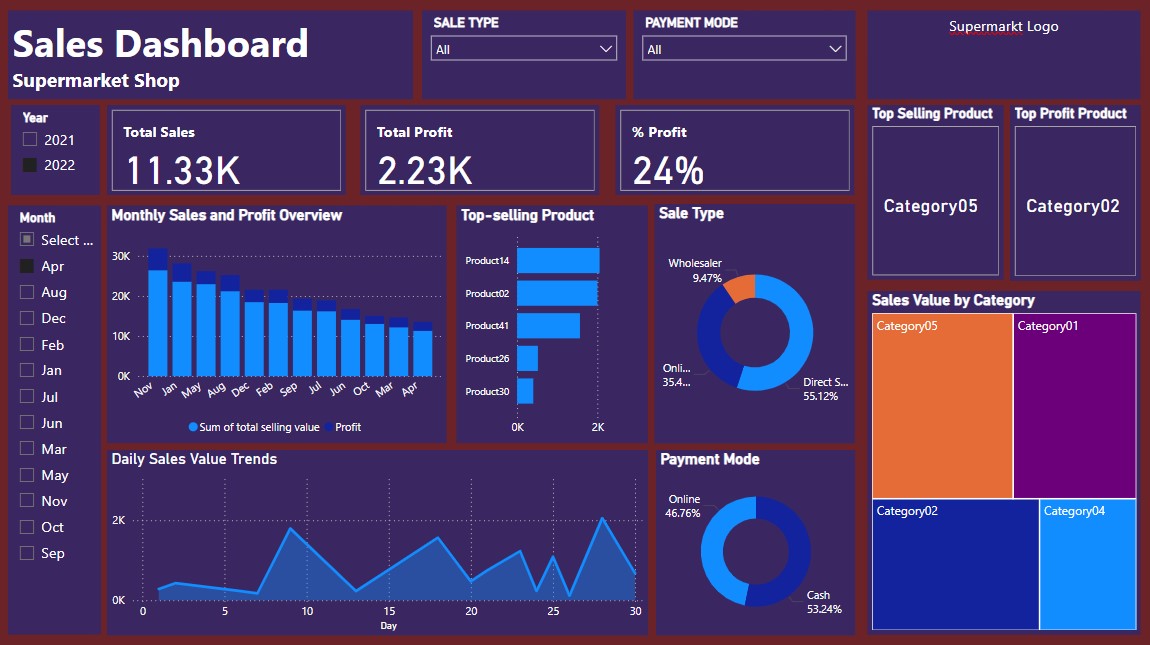 Sales Dashboard
Supermarket Shop
SALE TYPE
All
PAYMENT MODE
All
Supermarkt Logo
Year
2021
2022
Total Sales
11.33K
Total Profit
2.23K
% Profit
24%
Top Selling Product
Category05
Top Profit Product
Category02
Month
Select ...
Apr
Aug
Dec
Feb
Jan
Jul
Jun
Mar
May
Nov
Oct
Sep
Monthly Sales and Profit Overview
30K
20K
10K
0K
Nov
Jan
May
Aug
Dec
Feb
Sep
Jul
Jun
Oct
Mar
Apr
Sum of total selling value
Profit
Top-selling Product
Product14
Product02
Product41
Product26
Product30
0K
2K
Sale Type
Wholesaler
9.47%
Onli...
35.4...
Direct S...
55.12%
Sales Value by Category
Category05
Category01
Category02
Category04
Daily Sales Value Trends
2K
0K
0
5
10
15
20
25
30
Day
Payment Mode
Online
46.76%
Cash
53.24%